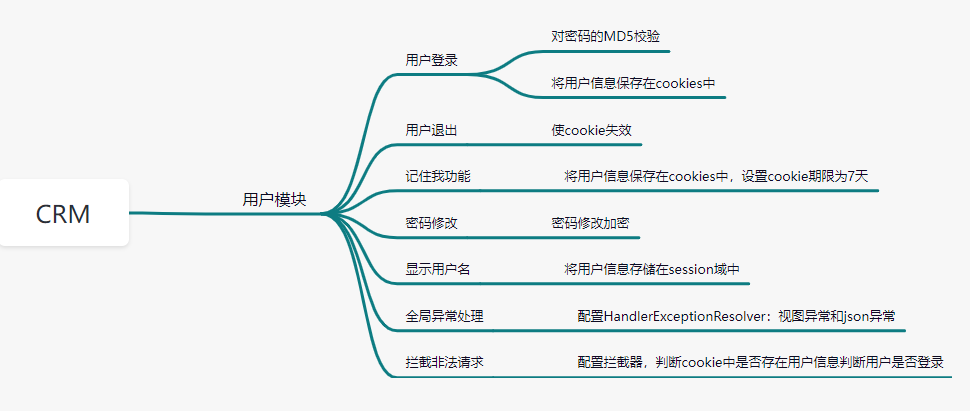 CRM
用户模块
用户登录
对密码的MD5校验
将用户信息保存在cookies中
用户退出
使cookie失效
记住我功能
将用户信息保存在cookies中，设置cookie期限为7天
密码修改
密码修改加密
显示用户名
将用户信息存储在session域中
全局异常处理
配置HandlerExceptionResolver：视图异常和json异常
拦截非法请求
配置拦截器，判断cookie中是否存在用户信息判断用户是否登录